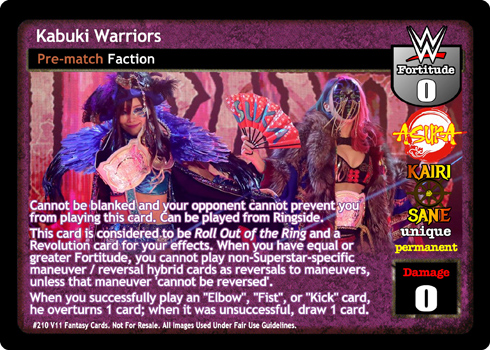 Kabuki Warriors
Pre-match Faction
W
Fortitude
0
ASUKA
KAIRI
SANE
unique
permanent
Cannot be blanked and your opponent cannot prevent you
from playing this card. Can be played from Ringside.
This card is considered to be Roll Out of the Ring and a
Revolution card for your effects. When you have equal or
greater Fortitude, you cannot play non-Superstar-specific
maneuver / reversal hybrid cards as reversals to maneuvers,
unless that maneuver 'cannot be reversed'.
When you successfully play an "Elbow", "Fist", or "Kick" card,
he overturns 1 card; when it was unsuccessful, draw 1 card.
Damage
0
#210 V11 Fantasy Cards. Not For Resale. All Images Used Under Fair Use Guidelines.